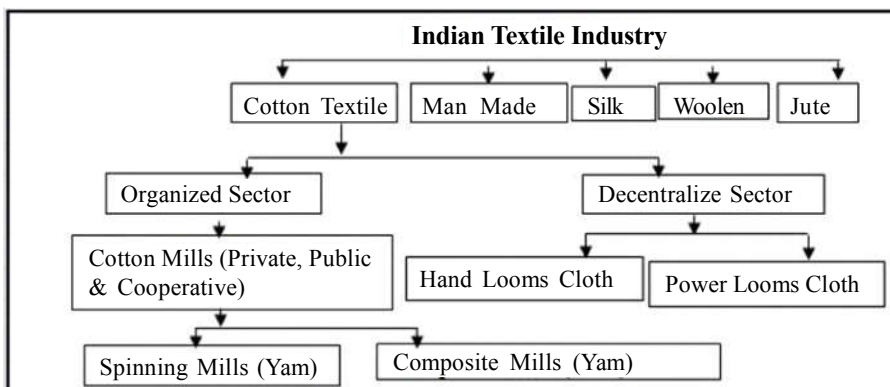 Indian Textile Industry
Cotton Textile
Man Made
Silk
Woolen
Jute
Organized Sector
Decentralize Sector
Cotton Mills (Private, Public
& Cooperative)
Hand Looms Cloth
Power Looms Cloth
Spinning Mills (Yam)
Composite Mills (Yam)